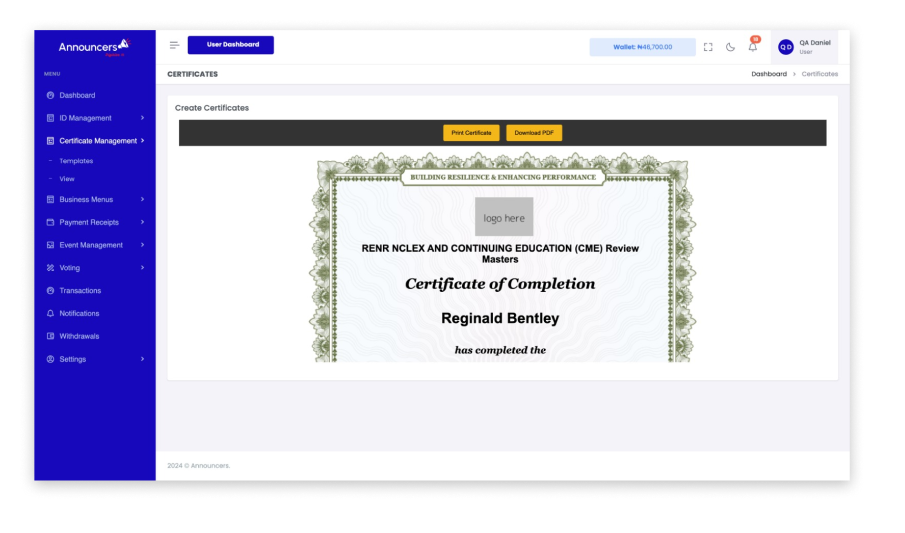 Announcers
User Dashboard
Wallet: ₦46,700.00
18
QD
QA Daniel
User
MENU
CERTIFICATES
Dashboard > Certificates
Dashboard
ID Management >
Certificate Management >
- Templates
- View
Business Menus >
Payment Receipts >
Event Management >
Voting >
Transactions
Notifications
Withdrawals
Settings >
Create Certificates
Print Certificate
Download PDF
BUILDING RESILIENCE & ENHANCING PERFORMANCE
logo here
RENR NCLEX AND CONTINUING EDUCATION (CME) Review
Masters
Certificate of Completion
Reginald Bentley
has completed the
2024 © Announcers.